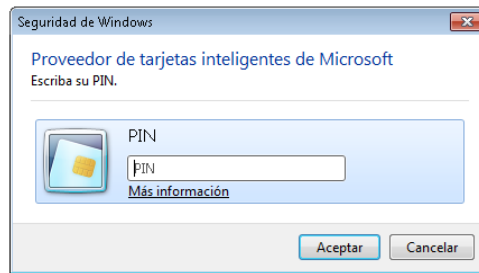 Seguridad de Windows
Proveedor de tarjetas inteligentes de Microsoft
Escriba su PIN.
PIN
PIN
Más información
Aceptar Cancelar